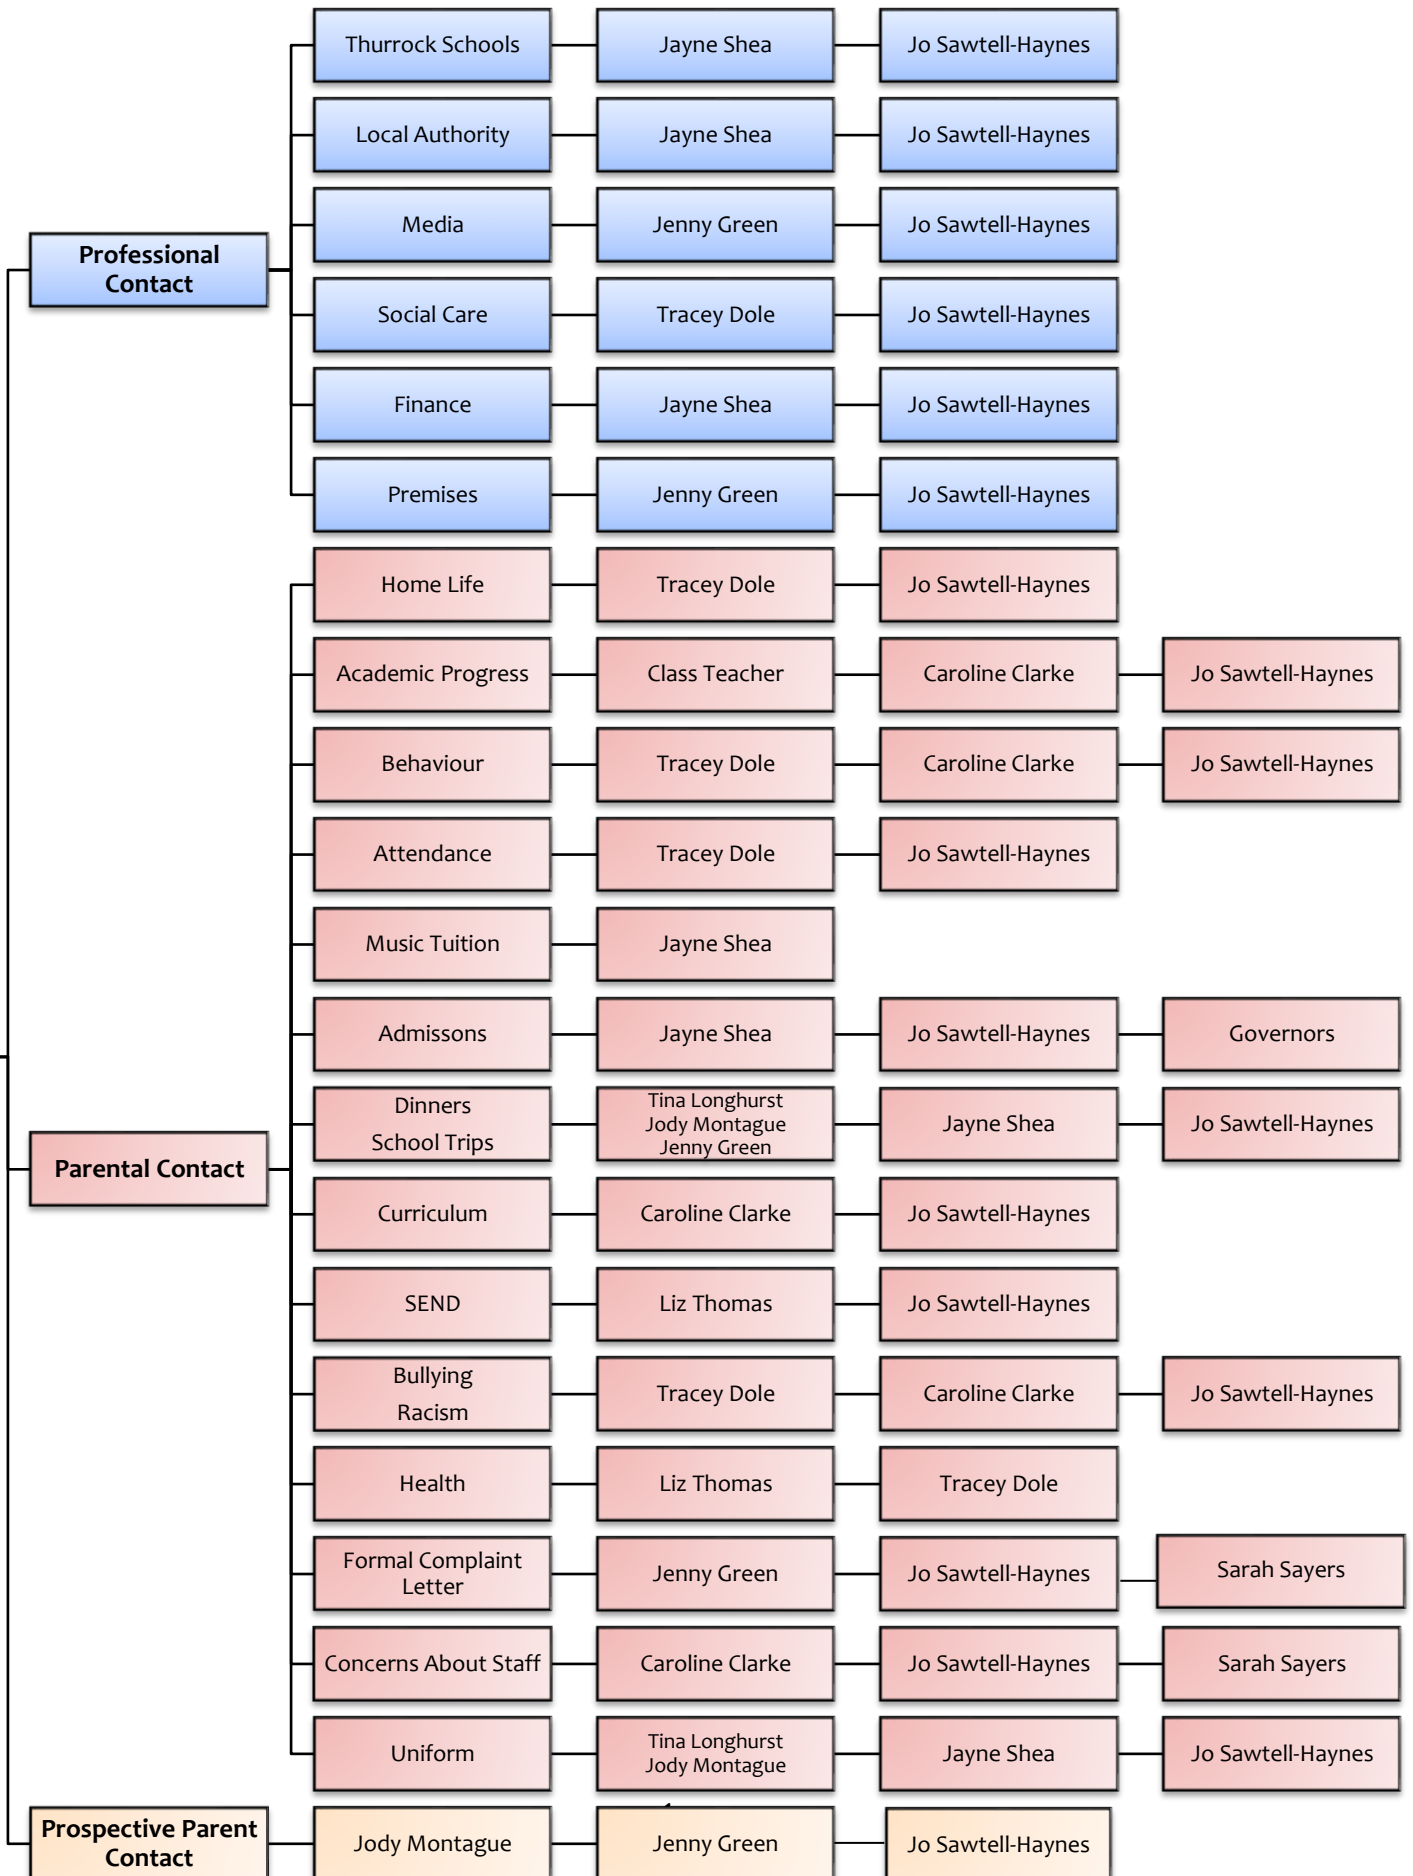 Thurrock Schools
Jayne Shea
Jo Sawtell-Haynes
Local Authority
Jayne Shea
Jo Sawtell-Haynes
Media
Jenny Green
Jo Sawtell-Haynes
Professional
Contact
Social Care
Tracey Dole
Jo Sawtell-Haynes
Finance
Jayne Shea
Jo Sawtell-Haynes
Premises
Jenny Green
Jo Sawtell-Haynes
Home Life
Tracey Dole
Jo Sawtell-Haynes
Academic Progress
Class Teacher
Caroline Clarke
Jo Sawtell-Haynes
Behaviour
Tracey Dole
Caroline Clarke
Jo Sawtell-Haynes
Attendance
Tracey Dole
Jo Sawtell-Haynes
Music Tuition
Jayne Shea
Admissons
Jayne Shea
Jo Sawtell-Haynes
Governors
Dinners
School Trips
Tina Longhurst
Jody Montague
Jenny Green
Jayne Shea
Jo Sawtell-Haynes
Parental Contact
Curriculum
Caroline Clarke
Jo Sawtell-Haynes
SEND
Liz Thomas
Jo Sawtell-Haynes
Bullying
Racism
Tracey Dole
Caroline Clarke
Jo Sawtell-Haynes
Health
Liz Thomas
Tracey Dole
Formal Complaint
Letter
Jenny Green
Jo Sawtell-Haynes
Sarah Sayers
Concerns About Staff
Caroline Clarke
Jo Sawtell-Haynes
Sarah Sayers
Uniform
Tina Longhurst
Jody Montague
Jayne Shea
Jo Sawtell-Haynes
Prospective Parent
Contact
Jody Montague
Jenny Green
Jo Sawtell-Haynes